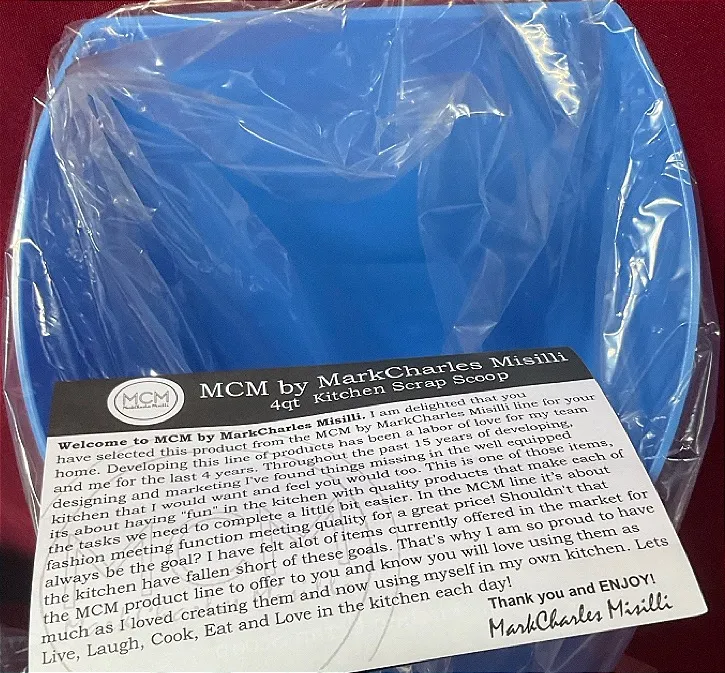 MCM
MarkCharles Misilli
MCM by MarkCharles Misilli
4qt Kitchen Scrap Scoop
Welcome to MCM by MarkCharles Misilli. I am delighted that you
have selected this product from the MCM by MarkCharles Misilli line for your
home. Developing this line of products has been a labor of love for my team
and me for the last 4 years. Throughout the past 15 years of developing,
designing and marketing I've found things missing in the well equipped
kitchen that I would want and feel you would too. This is one of those items,
its about having "fun" in the kitchen with quality products that make each of
the tasks we need to complete a little bit easier. In the MCM line it's about
fashion meeting function meeting quality for a great price! Shouldn't that
always be the goal? I have felt alot of items currently offered in the market for
the kitchen have fallen short of these goals. That's why I am so proud to have
the MCM product line to offer to you and know you will love using them as
much as I loved creating them and now using myself in my own kitchen. Lets
Live, Laugh, Cook, Eat and Love in the kitchen each day!
Thank you and ENJOY!
MarkCharles Misilli
MCM